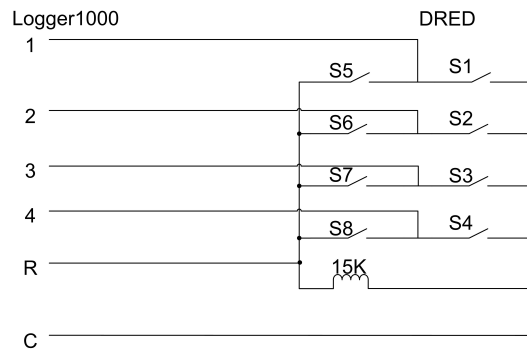 Logger1000 DRED
1
S5 S1
2
S6 S2
3
S7 S3
4
S8 S4
R
15K
C